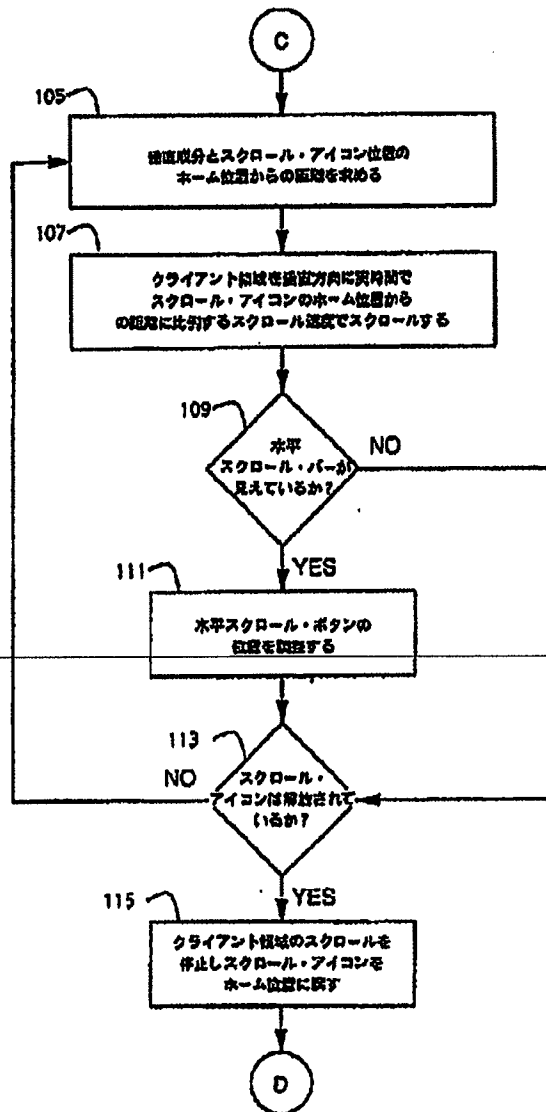 C
105
垂直成分とスクロール・アイコン位置の
ホーム位置からの距離を求める
107
クライアント領域を垂直方向に実時間で
スクロール・アイコンのホーム位置から
の距離に比例するスクロール速度でスクロールする
109
水平
スクロール・バーが
見えているか?
NO
YES
111
水平スクロール・ボタンの
位置を調整する
113
スクロール・
アイコンは解放されて
いるか?
NO
YES
115
クライアント領域のスクロールを
停止しスクロール・アイコンを
ホーム位置に戻す
D